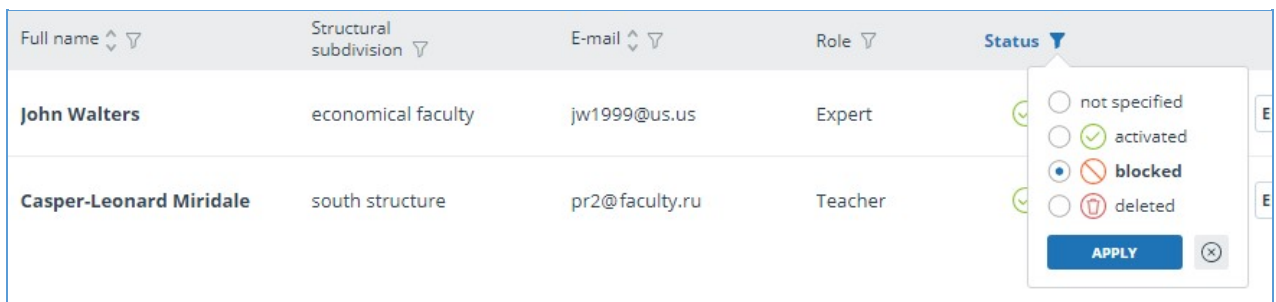 Full name
Structural
subdivision
E-mail
Role
Status
John Walters
economical faculty
jw1999@us.us
Expert
E
Casper-Leonard Miridale
south structure
pr2@faculty.ru
Teacher
E
not specified
activated
blocked
deleted
APPLY